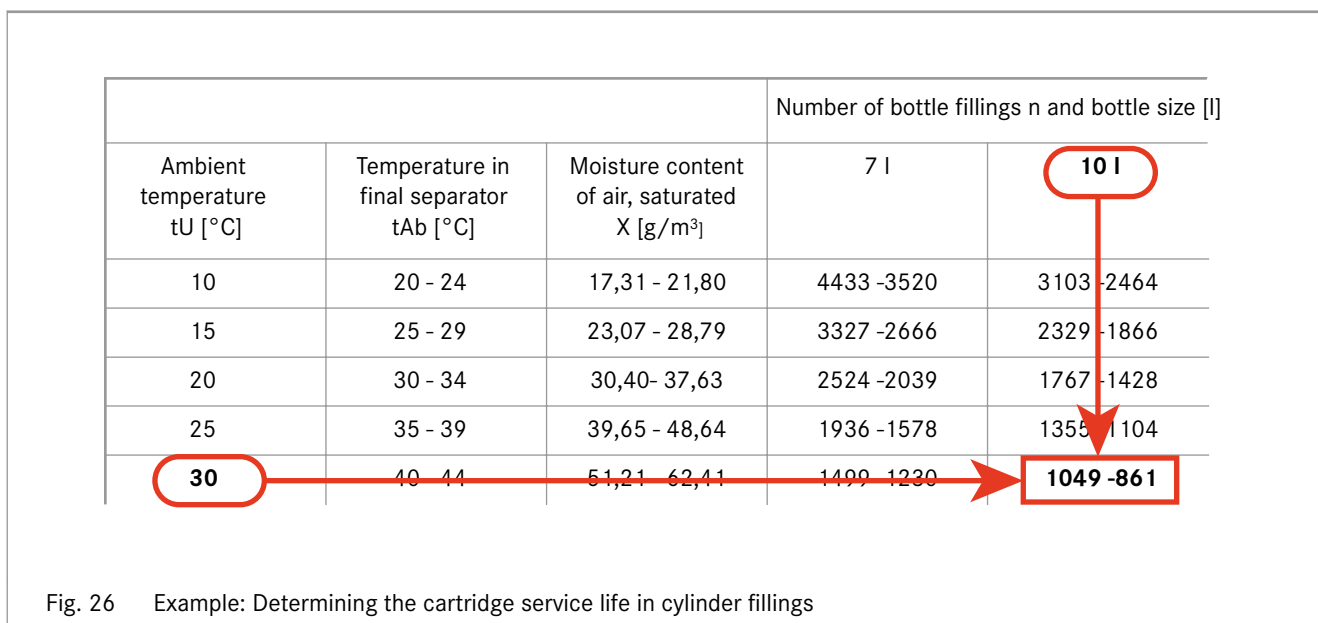 Number of bottle fillings n and bottle size [l]
Ambient temperature tU [°C] Temperature in final separator tAb [°C] Moisture content of air, saturated X [g/m³] 7 l 10 l
10 20 - 24 17,31 - 21,80 4433 -3520 3103 -2464
15 25 - 29 23,07 - 28,79 3327 -2666 2329 -1866
20 30 - 34 30,40- 37,63 2524 -2039 1767 -1428
25 35 - 39 39,65 - 48,64 1936 -1578 1355 -1104
30 40 - 44 51,21 - 62,41 1499 -1230 1049 -861
Fig. 26 Example: Determining the cartridge service life in cylinder fillings